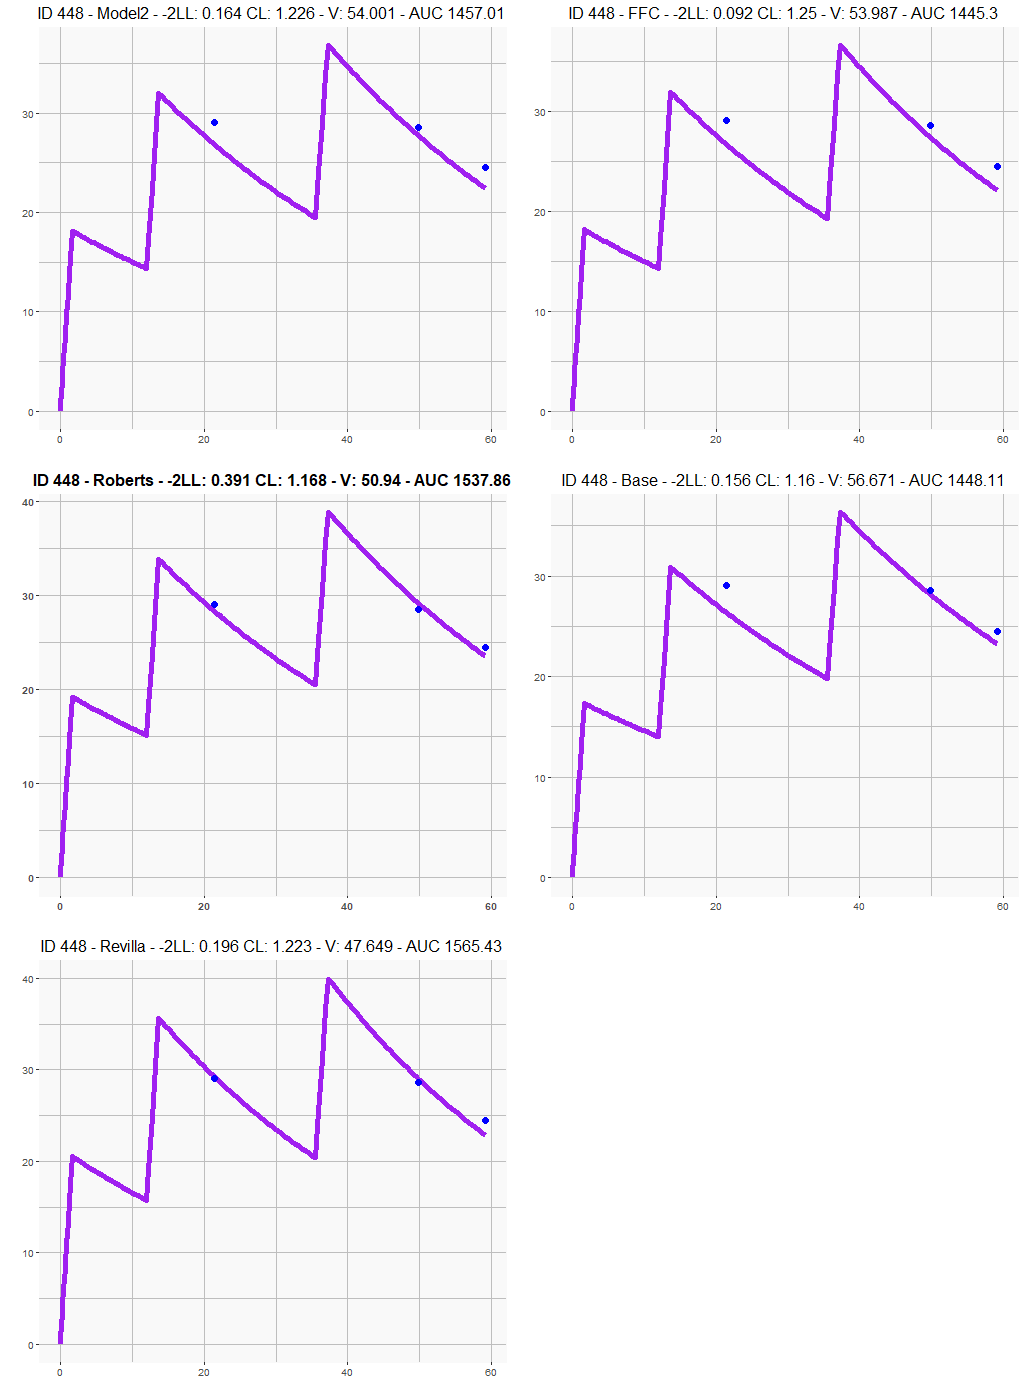 ID 448 - Model2 - -2LL: 0.164 CL: 1.226 - V: 54.001 - AUC 1457.01
30
20
10
0
0 20 40 60
ID 448 - FFC - -2LL: 0.092 CL: 1.25 - V: 53.987 - AUC 1445.3
30
20
10
0
0 20 40 60
ID 448 - Roberts - -2LL: 0.391 CL: 1.168 - V: 50.94 - AUC 1537.86
40
30
20
10
0
0 20 40 60
ID 448 - Base - -2LL: 0.156 CL: 1.16 - V: 56.671 - AUC 1448.11
30
20
10
0
0 20 40 60
ID 448 - Revilla - -2LL: 0.196 CL: 1.223 - V: 47.649 - AUC 1565.43
40
30
20
10
0
0 20 40 60